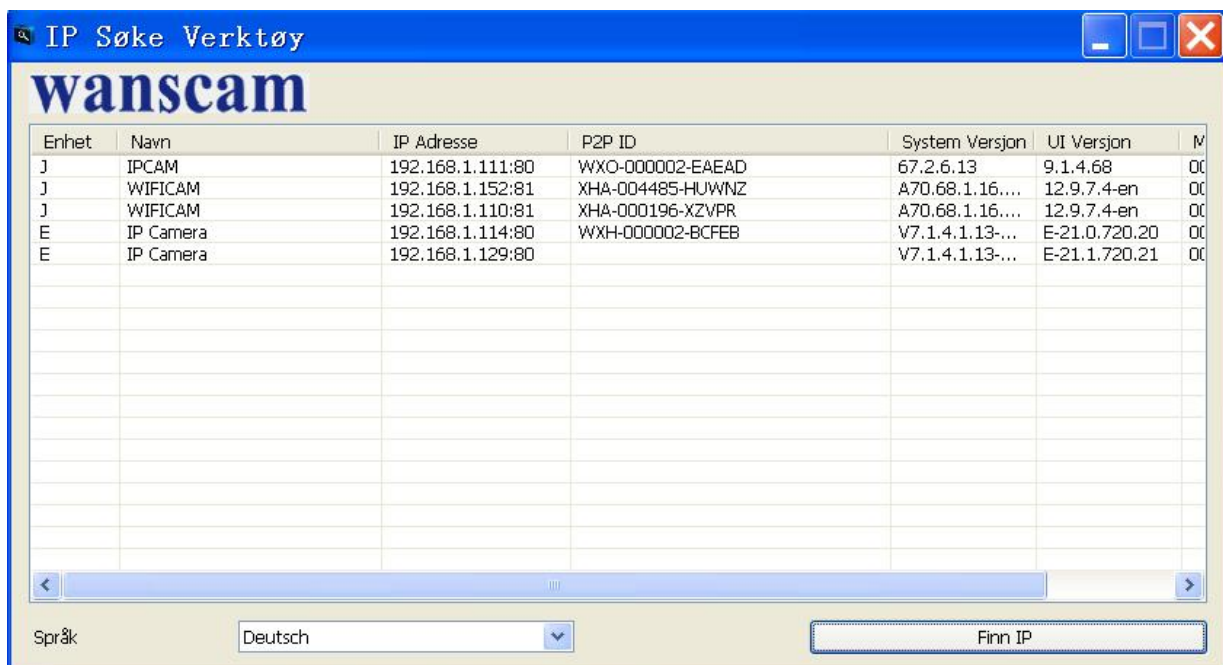 IP Søke Verktøy
wanscam
Enhet Navn IP Adresse P2P ID System Versjon UI Versjon M
J IPCAM 192.168.1.111:80 WXO-000002-EAEAD 67.2.6.13 9.1.4.68 00
J WIFICAM 192.168.1.152:81 XHA-004485-HUWNZ A70.68.1.16.... 12.9.7.4-en 00
J WIFICAM 192.168.1.110:81 XHA-000196-XZVPR A70.68.1.16.... 12.9.7.4-en 00
E IP Camera 192.168.1.114:80 WXH-000002-BCFEB V7.1.4.1.13-... E-21.0.720.20 00
E IP Camera 192.168.1.129:80 V7.1.4.1.13-... E-21.1.720.21 00
Språk Deutsch Finn IP